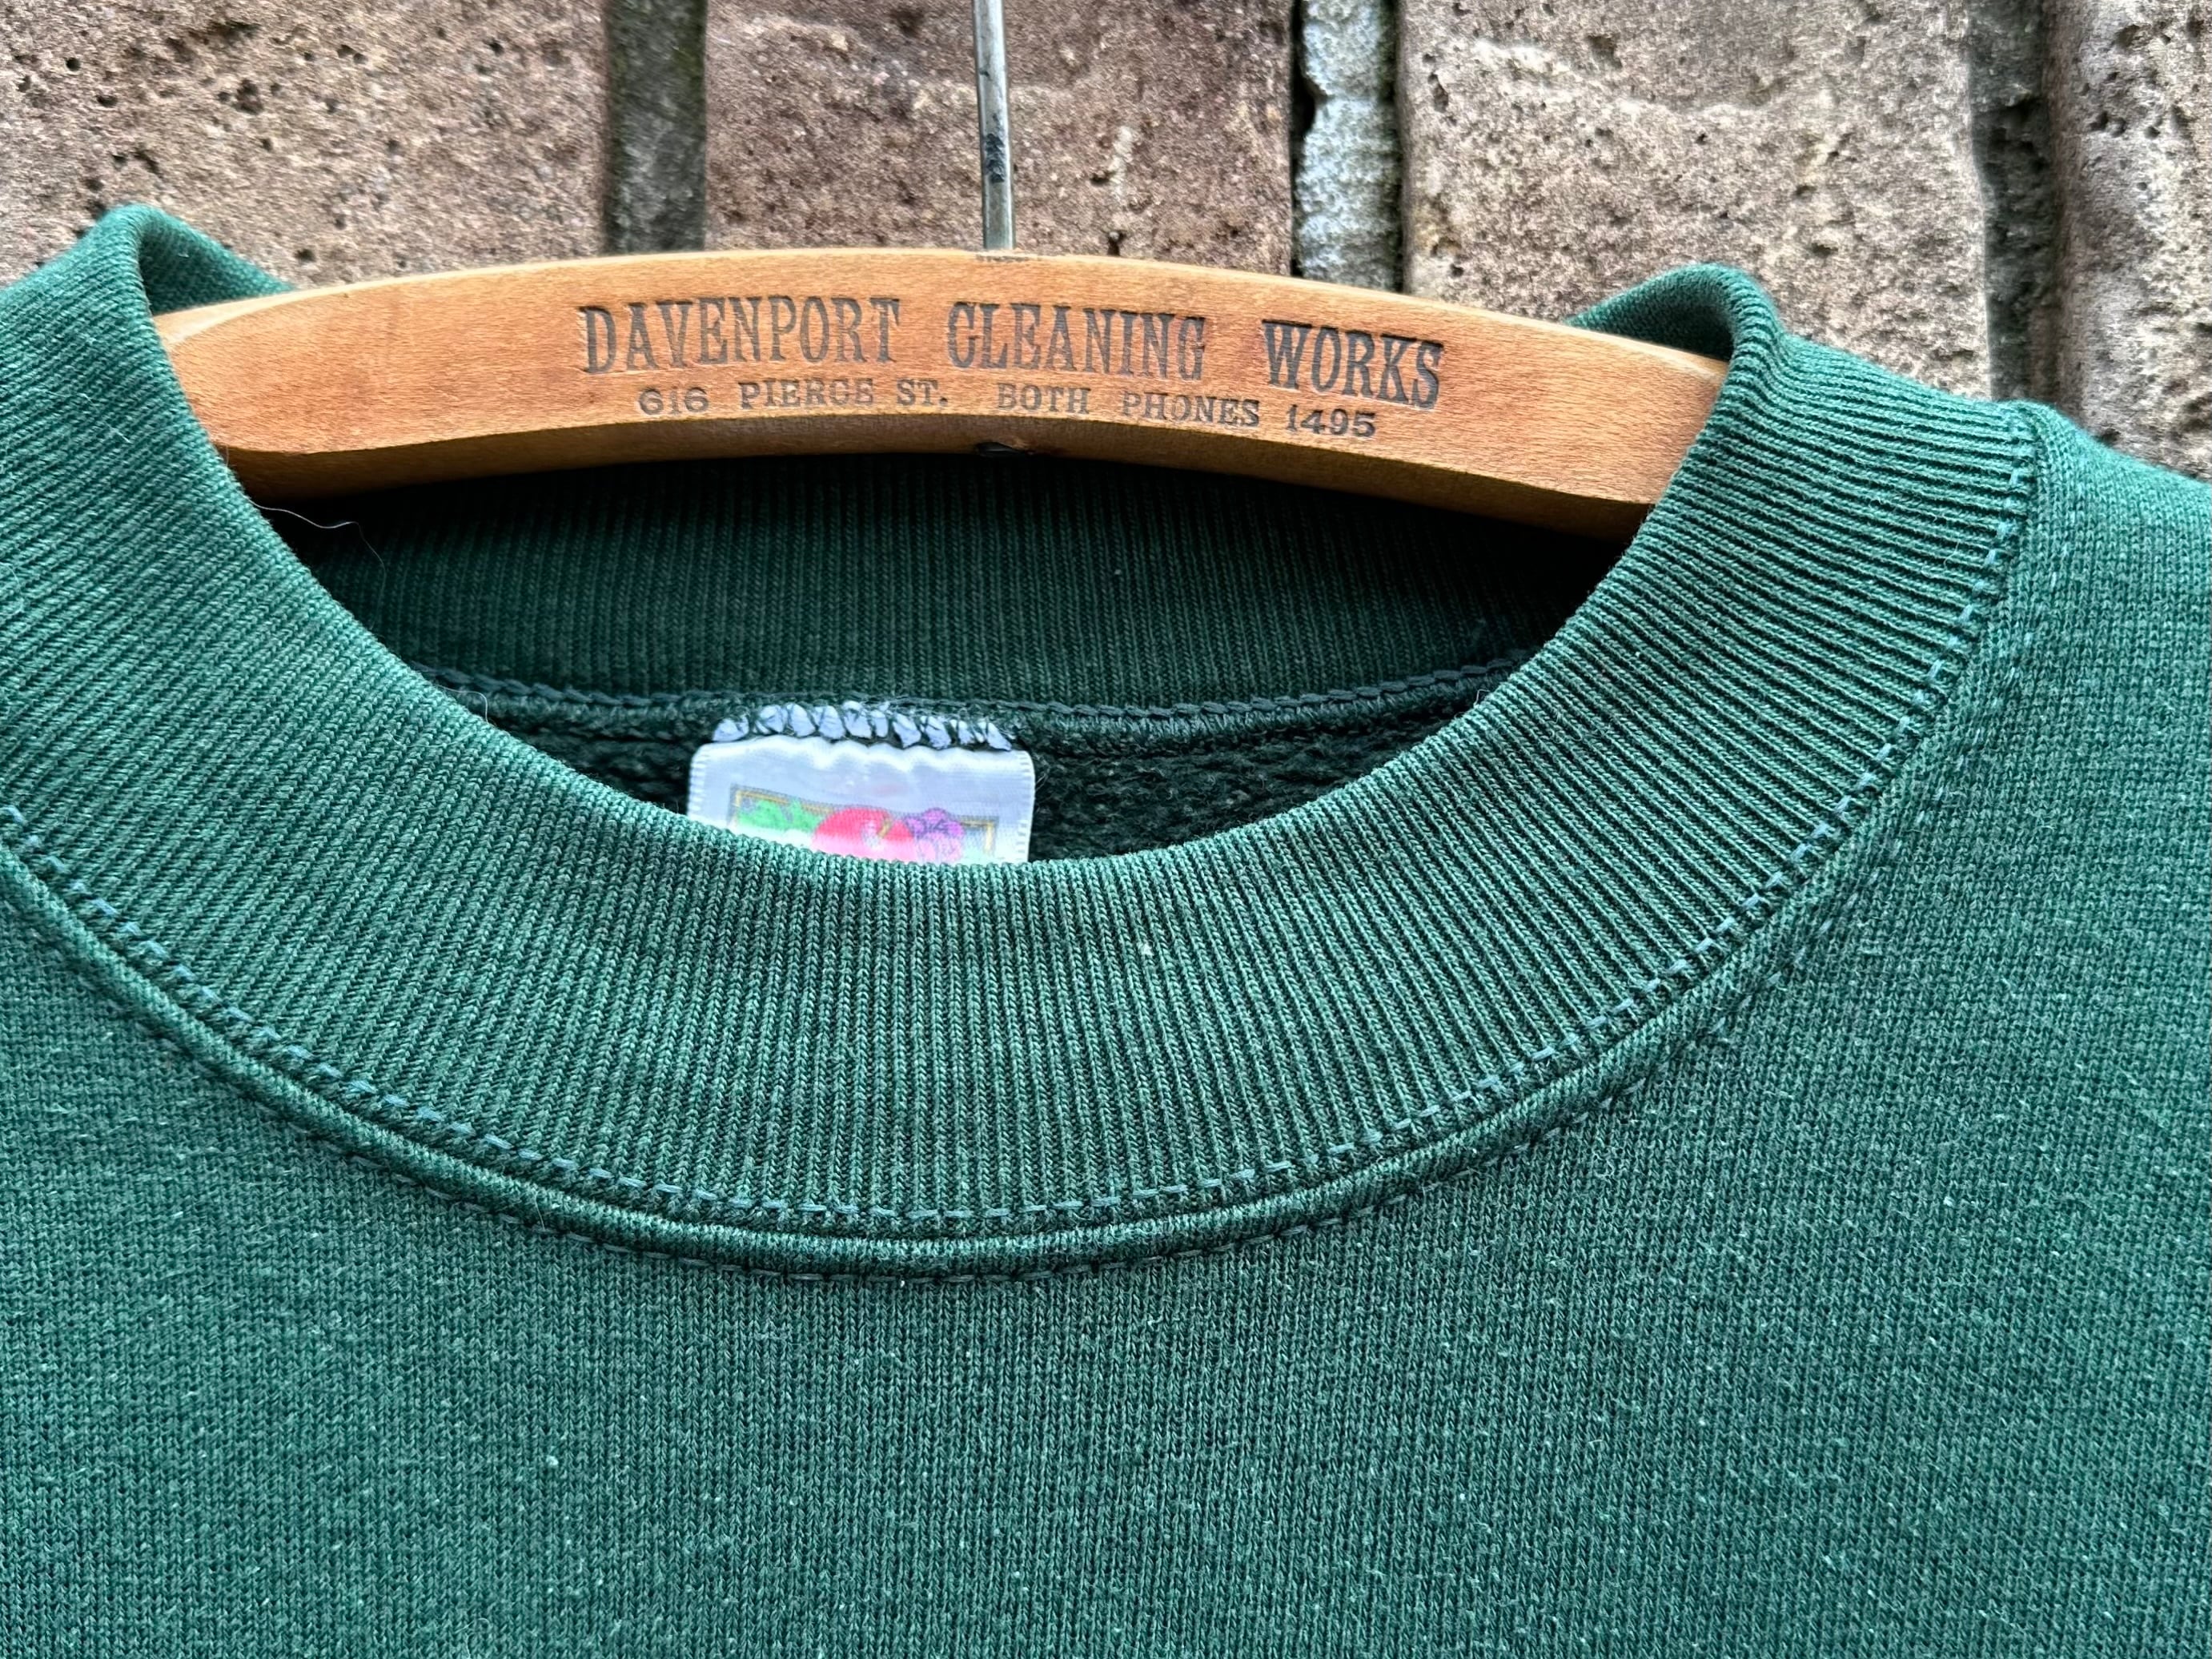 DAVENPORT CLEANING WORKS
616 PIERCE ST. BOTH PHONES 1495